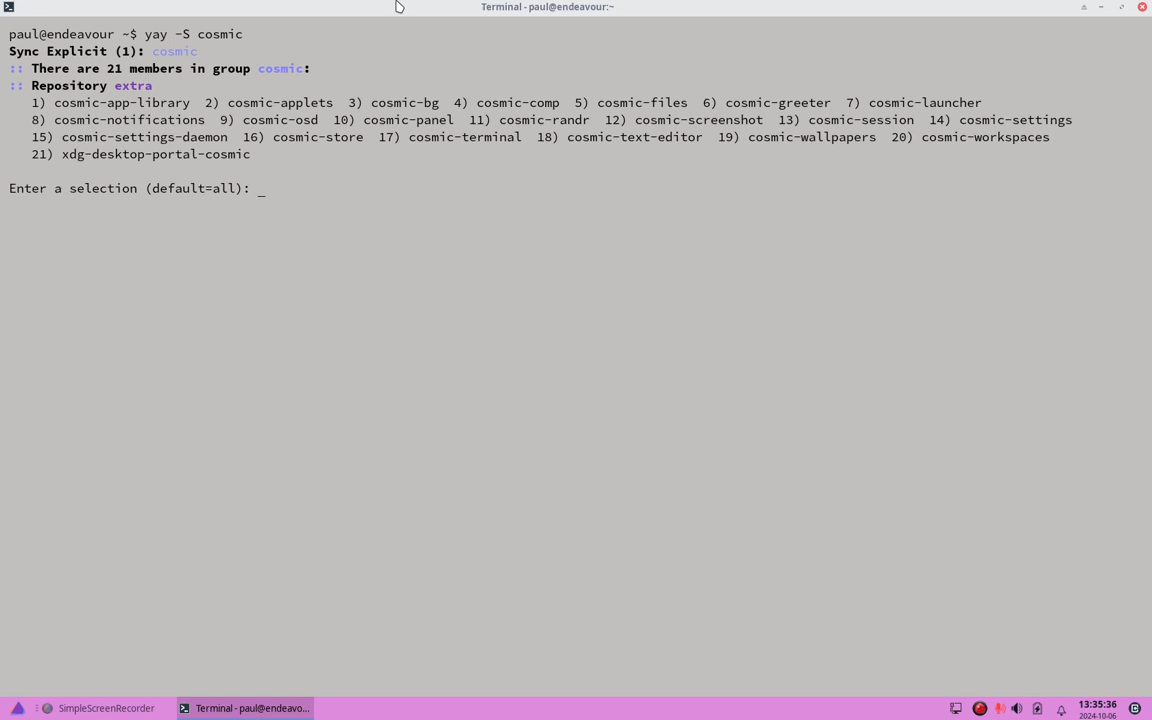 Terminal - paul@endeavour:~
paul@endeavour ~$ yay -S cosmic
Sync Explicit (1): cosmic
:: There are 21 members in group cosmic:
:: Repository extra
1) cosmic-app-library 2) cosmic-applets 3) cosmic-bg 4) cosmic-comp 5) cosmic-files 6) cosmic-greeter 7) cosmic-launcher
8) cosmic-notifications 9) cosmic-osd 10) cosmic-panel 11) cosmic-randr 12) cosmic-screenshot 13) cosmic-session 14) cosmic-settings
15) cosmic-settings-daemon 16) cosmic-store 17) cosmic-terminal 18) cosmic-text-editor 19) cosmic-wallpapers 20) cosmic-workspaces
21) xdg-desktop-portal-cosmic
Enter a selection (default=all): _
SimpleScreenRecorder
Terminal - paul@endeavo...
13:35:36
2024-10-06